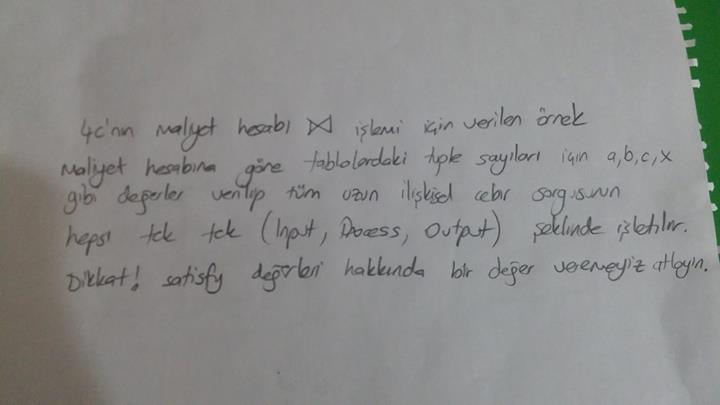 4c'nin maliyet hesabı ⋈ işlemi için verilen örnek
maliyet hesabına göre tablolardaki tuple sayıları için a,b,c,x
gibi değerler verilip tüm uzun ilişkisel cebir sorgusunun
hepsi tek tek (Input, Process, Output) şeklinde işletilir.
Dikkat! satisfy değerleri hakkında bir değer veremeyiz atlayın.